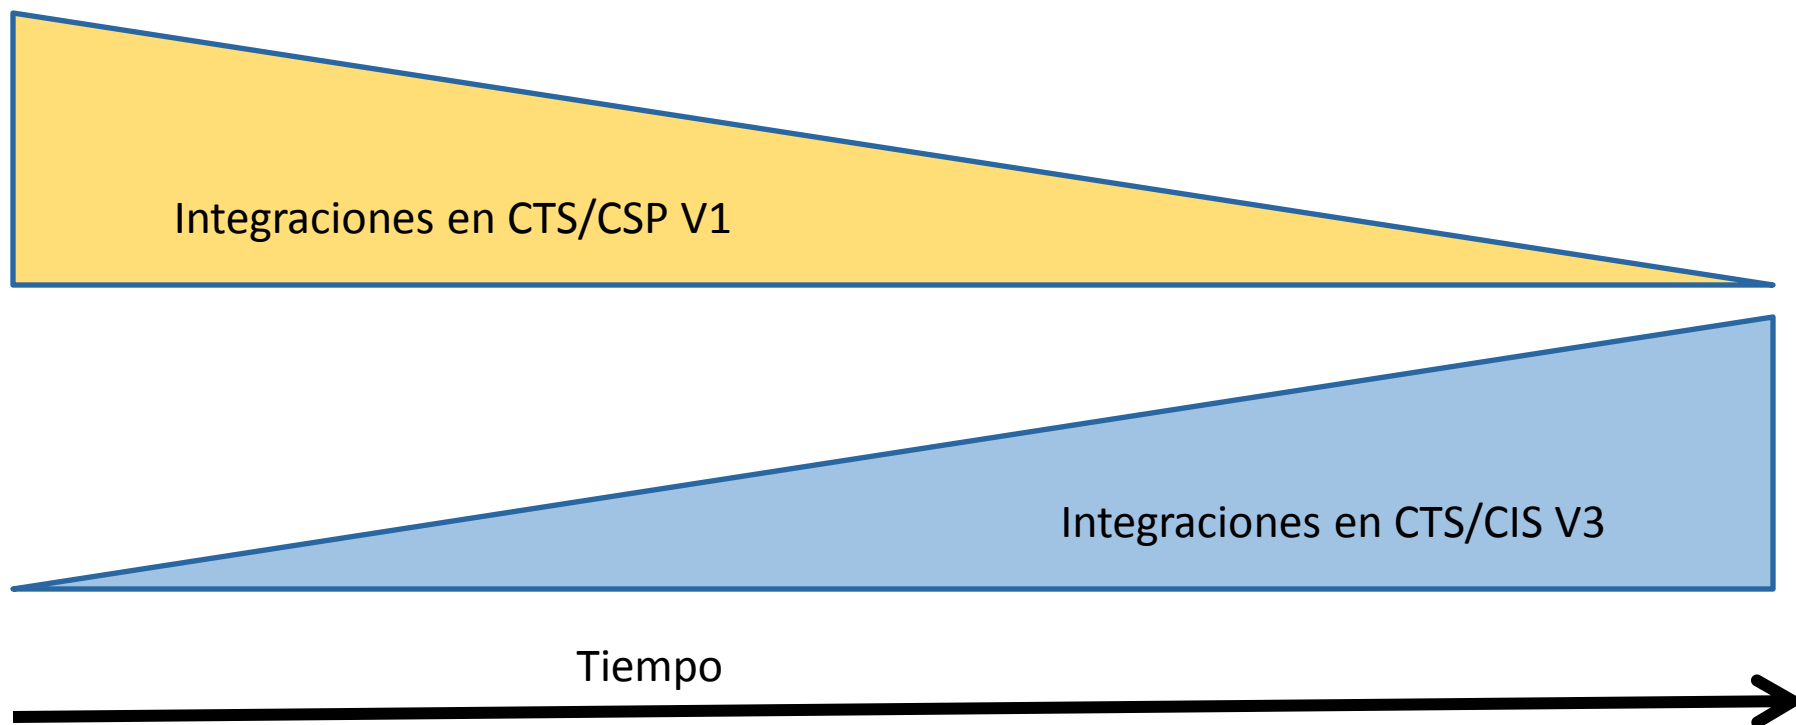 Integraciones en CTS/CSP V1
Integraciones en CTS/CIS V3
Tiempo